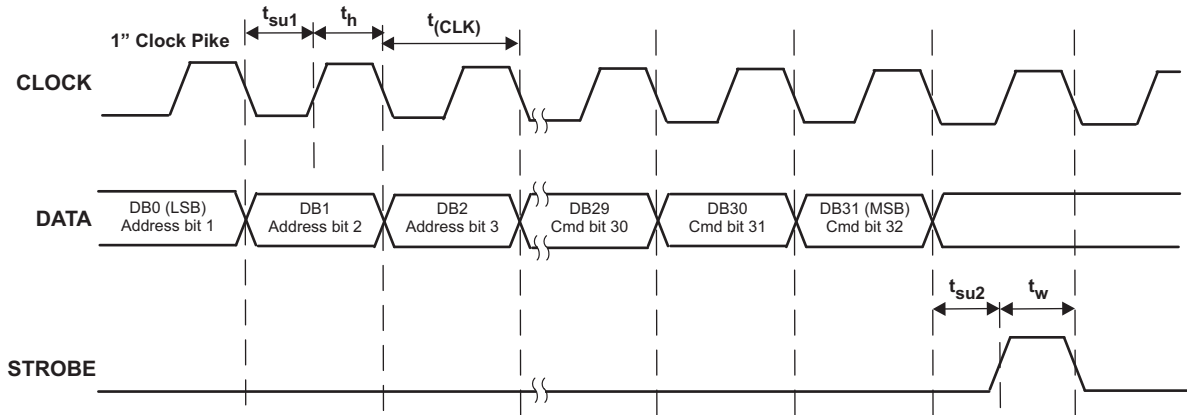 tsu1
th
t(CLK)
1” Clock Pike
CLOCK
DATA
DB0 (LSB)
Address bit 1
DB1
Address bit 2
DB2
Address bit 3
DB29
Cmd bit 30
DB30
Cmd bit 31
DB31 (MSB)
Cmd bit 32
tsu2
tw
STROBE